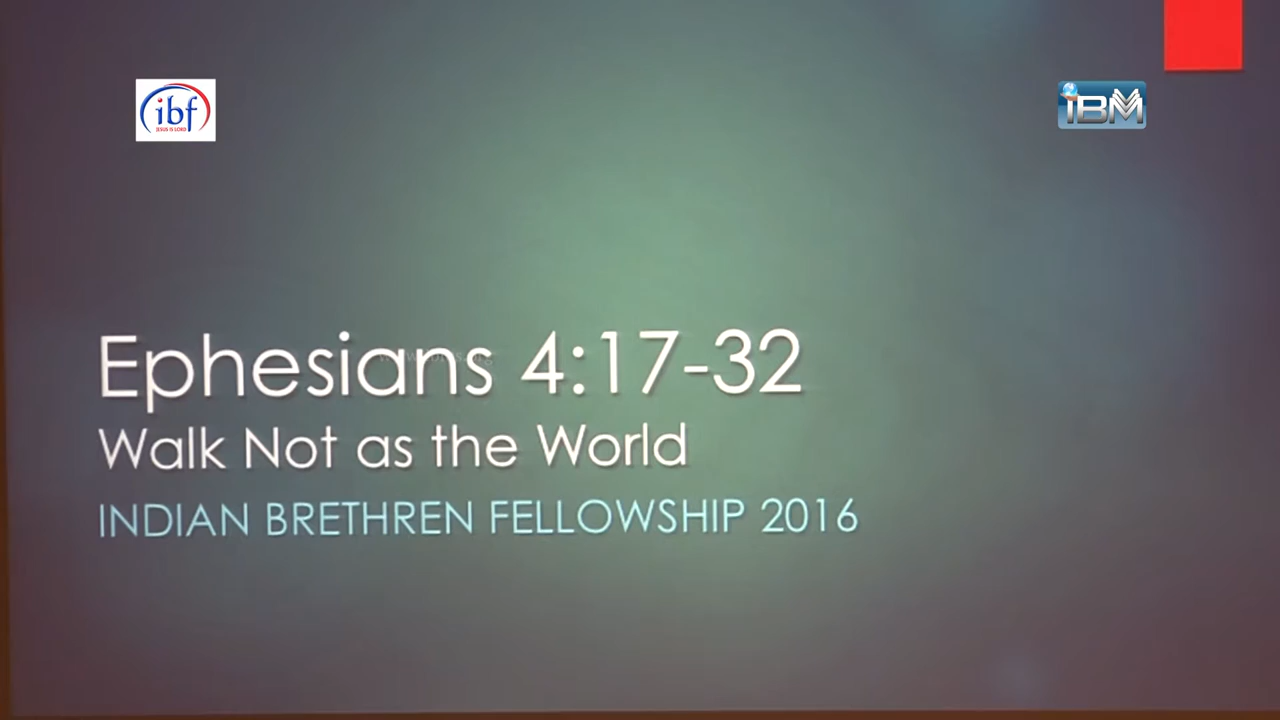 ibf
JESUS IS LORD
iBM
Ephesians 4:17-32
Walk Not as the World
INDIAN BRETHREN FELLOWSHIP 2016